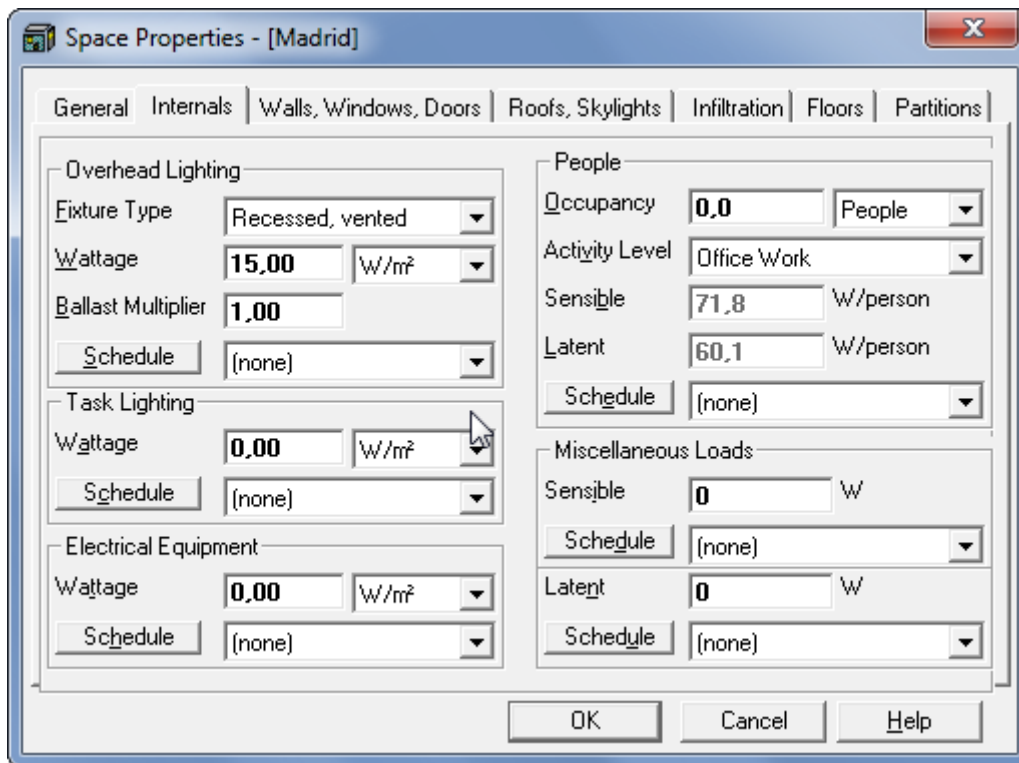 Space Properties - [Madrid]
General Internals Walls, Windows, Doors Roofs, Skylights Infiltration Floors Partitions
Overhead Lighting
Fixture Type Recessed, vented
Wattage 15,00 W/m²
Ballast Multiplier 1,00
Schedule (none)
Task Lighting
Wattage 0,00 W/m²
Schedule (none)
Electrical Equipment
Wattage 0,00 W/m²
Schedule (none)
People
Occupancy 0,0 People
Activity Level Office Work
Sensible 71,8 W/person
Latent 60,1 W/person
Schedule (none)
Miscellaneous Loads
Sensible 0 W
Schedule (none)
Latent 0 W
Schedule (none)
OK Cancel Help